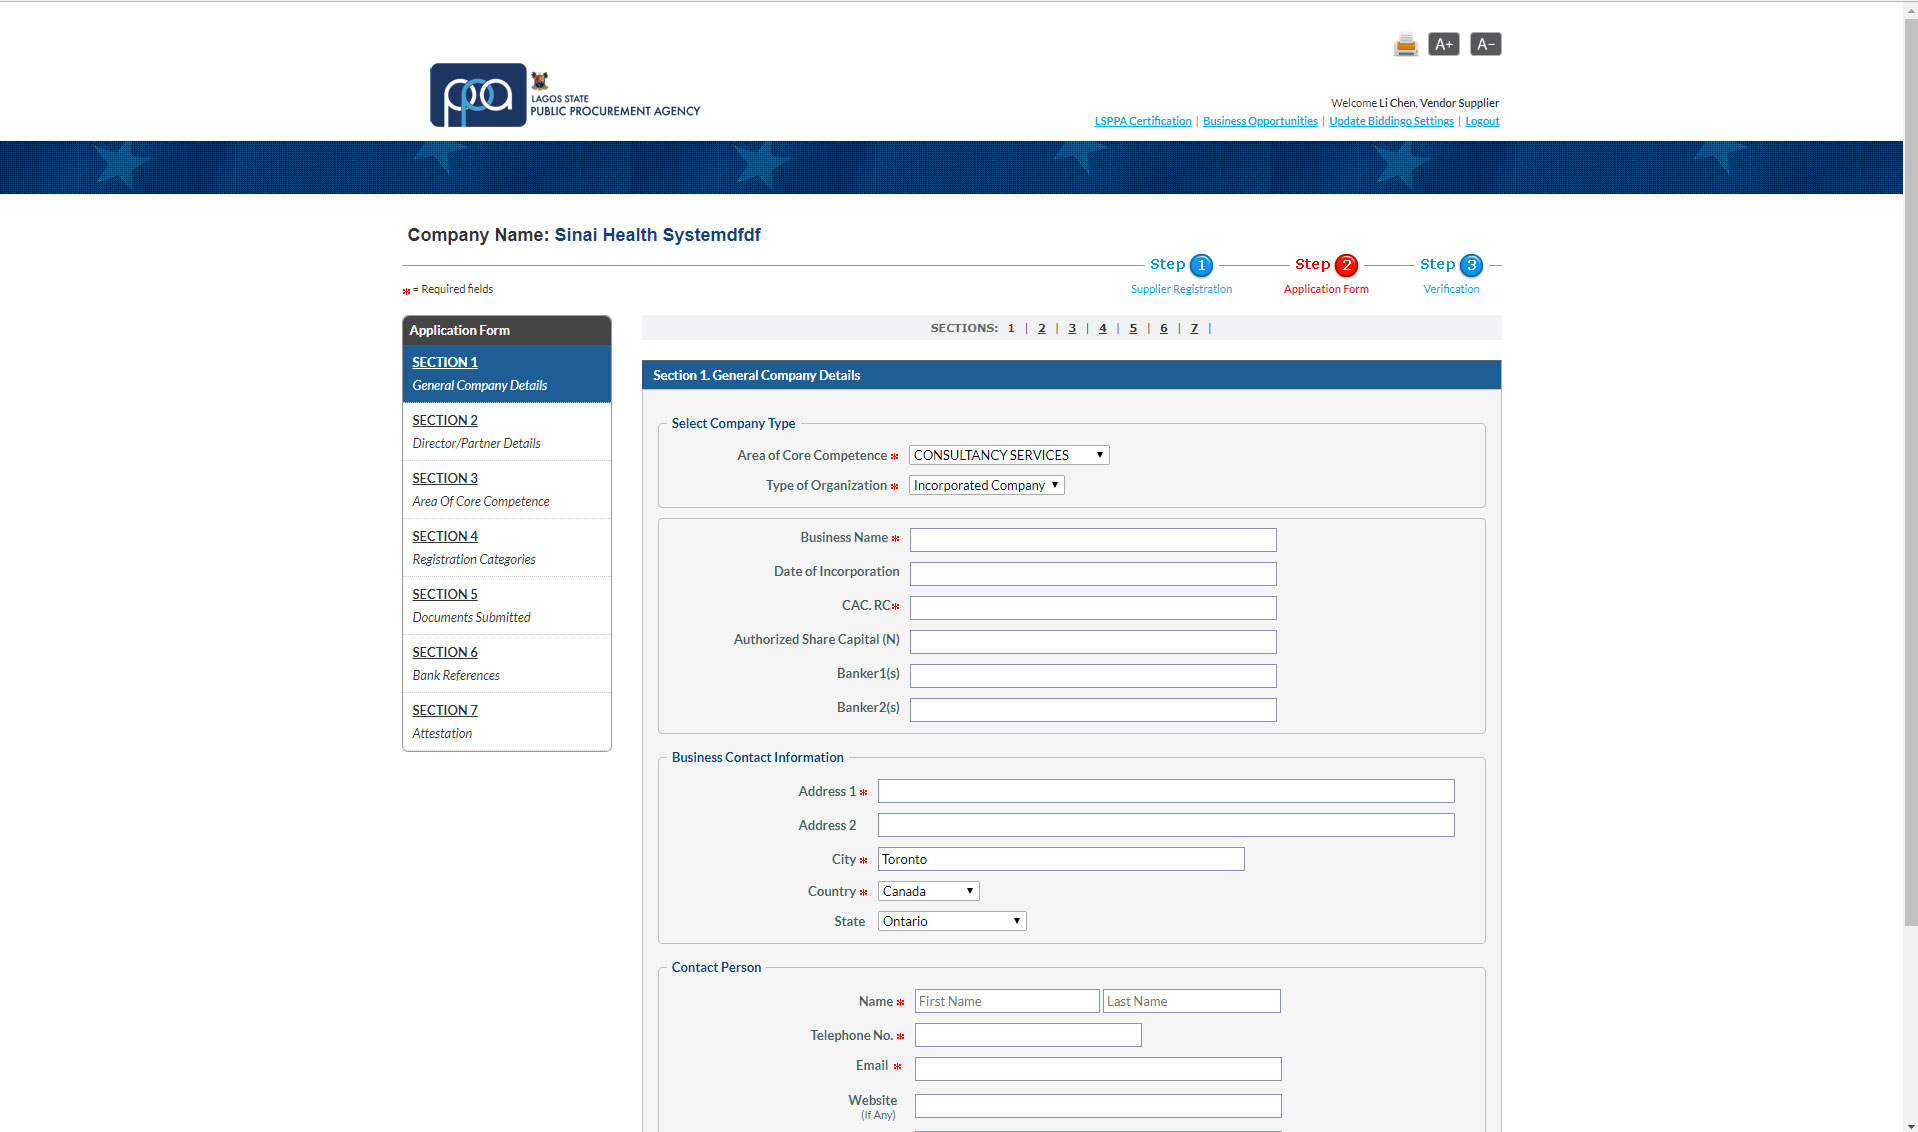 A+ A-
ppa
LAGOS STATE
PUBLIC PROCUREMENT AGENCY
Welcome Li Chen, Vendor Supplier
LSPPA Certification | Business Opportunities | Update Biddingo Settings | Logout
Company Name: Sinai Health Systemdfdf
Step 1 Step 2 Step 3
* = Required fields
Supplier Registration Application Form Verification
Application Form
SECTION 1
General Company Details
SECTION 2
Director/Partner Details
SECTION 3
Area Of Core Competence
SECTION 4
Registration Categories
SECTION 5
Documents Submitted
SECTION 6
Bank References
SECTION 7
Attestation
SECTIONS: 1 | 2 | 3 | 4 | 5 | 6 | 7 |
Section 1. General Company Details
Select Company Type
Area of Core Competence * CONSULTANCY SERVICES
Type of Organization * Incorporated Company
Business Name *
Date of Incorporation
CAC. RC*
Authorized Share Capital (N)
Banker1(s)
Banker2(s)
Business Contact Information
Address 1 *
Address 2
City * Toronto
Country * Canada
State Ontario
Contact Person
Name * First Name Last Name
Telephone No. *
Email *
Website
(If Any)